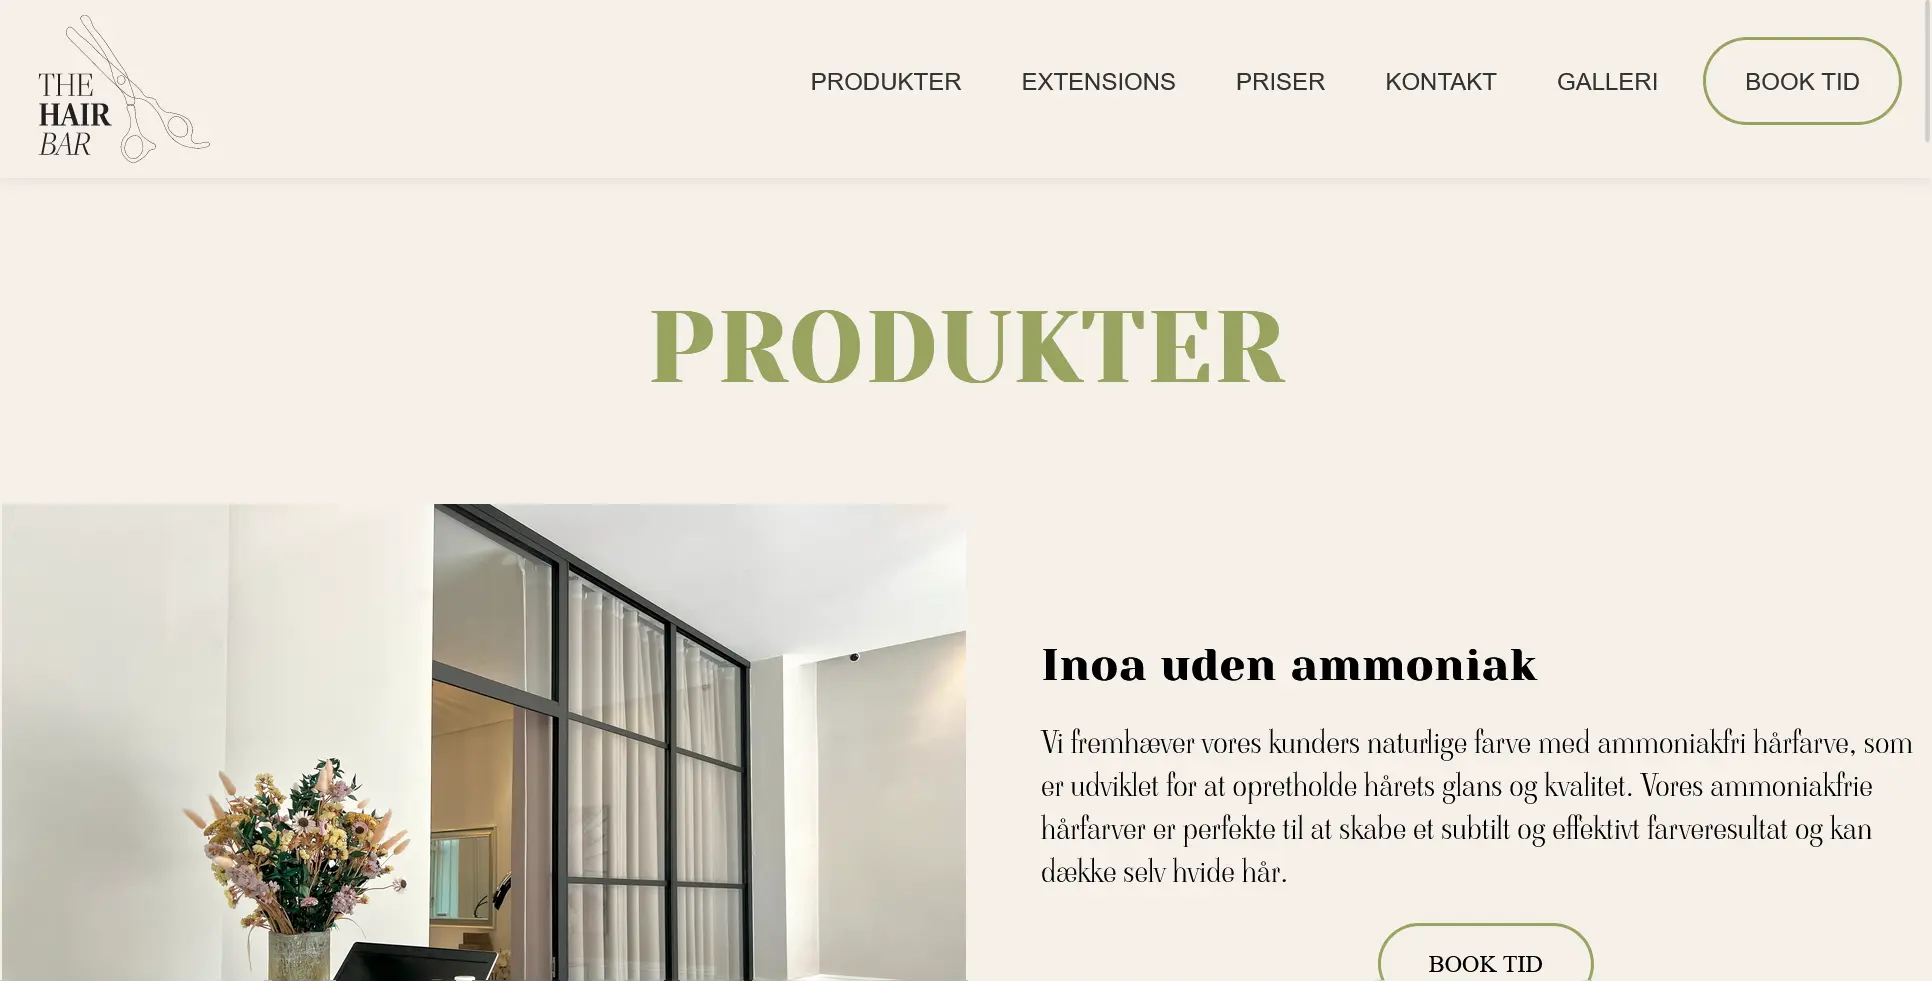 THE
HAIR
BAR
PRODUKTER
EXTENSIONS
PRISER
KONTAKT
GALLERI
BOOK TID
PRODUKTER
Inoa uden ammoniak
Vi fremhæver vores kunders naturlige farve med ammoniakfri hårfarve, som
er udviklet for at opretholde hårets glans og kvalitet. Vores ammoniakfrie
hårfarver er perfekte til at skabe et subtilt og effektivt farveresultat og kan
dække selv hvide hår.
BOOK TID